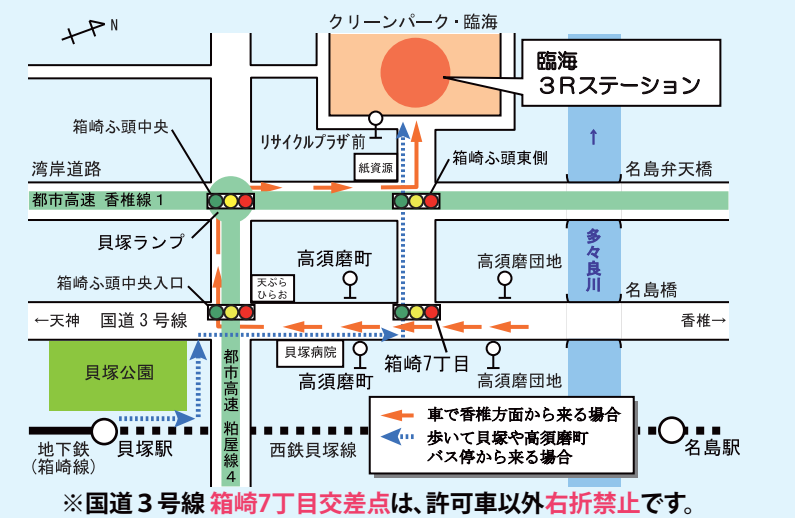 N
クリーンパーク・臨海
臨海
3Rステーション
箱崎ふ頭中央
リサイクルプラザ前
紙資源
箱崎ふ頭東側
湾岸道路
名島弁天橋
都市高速 香椎線1
貝塚ランプ
多々良川
高須磨町
高須磨団地
箱崎ふ頭中央入口
天ぷら
ひらお
名島橋
←天神 国道3号線
香椎→
貝塚病院
高須磨町
箱崎7丁目
高須磨団地
貝塚公園
都市高速 粕屋線4
車で香椎方面から来る場合
歩いて貝塚や高須磨町
バス停から来る場合
地下鉄
(箱崎線)
貝塚駅
西鉄貝塚線
名島駅
※国道3号線 箱崎7丁目交差点は、許可車以外右折禁止です。